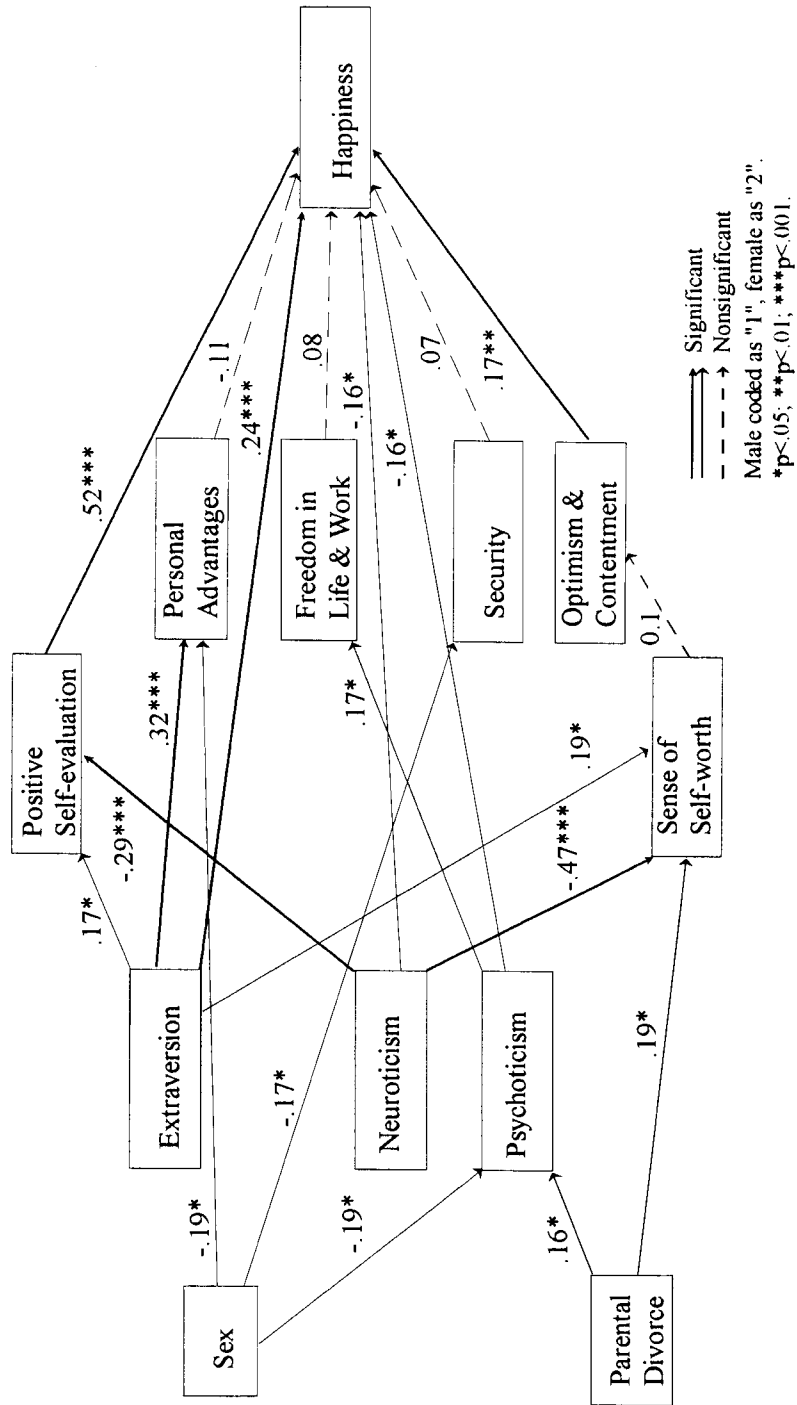 Sex
Parental
Divorce
-.19*
-.17*
-.19*
.16*
.19*
Extraversion
Neuroticism
Psychoticism
.17*
-.29***
.32***
-.47***
.19*
.17*
Positive
Self-evaluation
Sense of
Self-worth
0.1
Personal
Advantages
Freedom in
Life & Work
Security
Optimism &
Contentment
.52***
-.11
.24***
.08
-.16*
-.16*
.07
.17**
Happiness
Significant
Nonsignificant
Male coded as "1", female as "2".
*p<.05; **p<.01; ***p<.001.